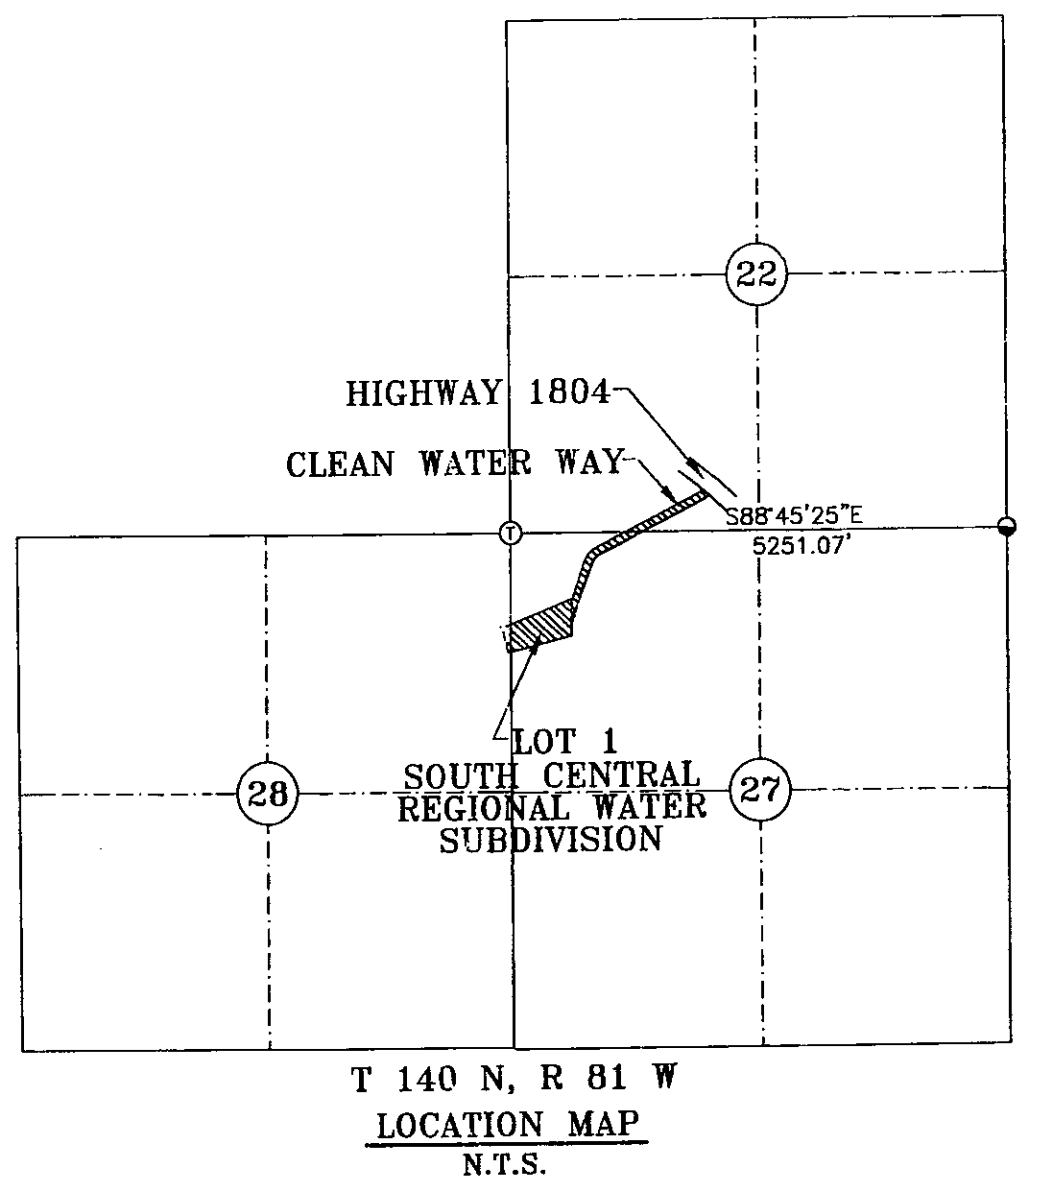 22
HIGHWAY 1804
CLEAN WATER WAY
S88°45'25"E
5251.07'
T
LOT 1
SOUTH CENTRAL
REGIONAL WATER
SUBDIVISION
28
27
T 140 N, R 81 W
LOCATION MAP
N.T.S.